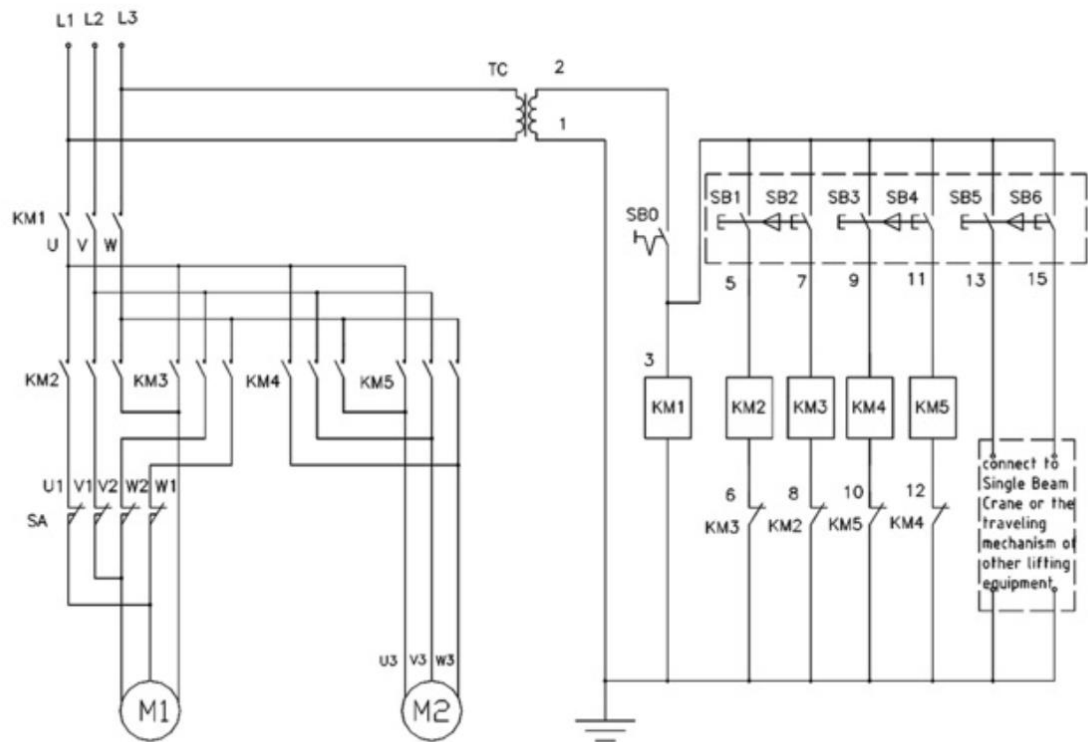 L1 L2 L3
TC 2
1
KM1
U V W
SB0
SB1 SB2 SB3 SB4 SB5 SB6
5 7 9 11 13 15
KM2 KM3 KM4 KM5
3
KM1 KM2 KM3 KM4 KM5
U1 V1 V2 W2 W1
SA
6 8 10 12
KM3 KM2 KM5 KM4
connect to
Single Beam
Crane or the
traveling
mechanism of
other lifting
equipment
U3 V3 W3
M1 M2